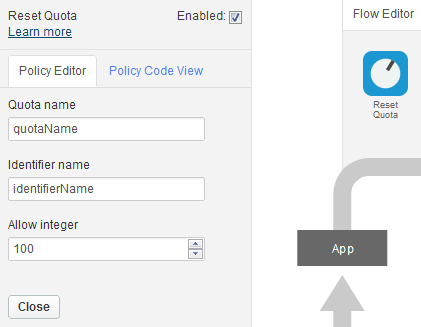 Reset Quota
Enabled:
Learn more
Policy Editor
Policy Code View
Quota name
quotaName
Identifier name
identifierName
Allow integer
100
Close
Flow Editor
Reset
Quota
App